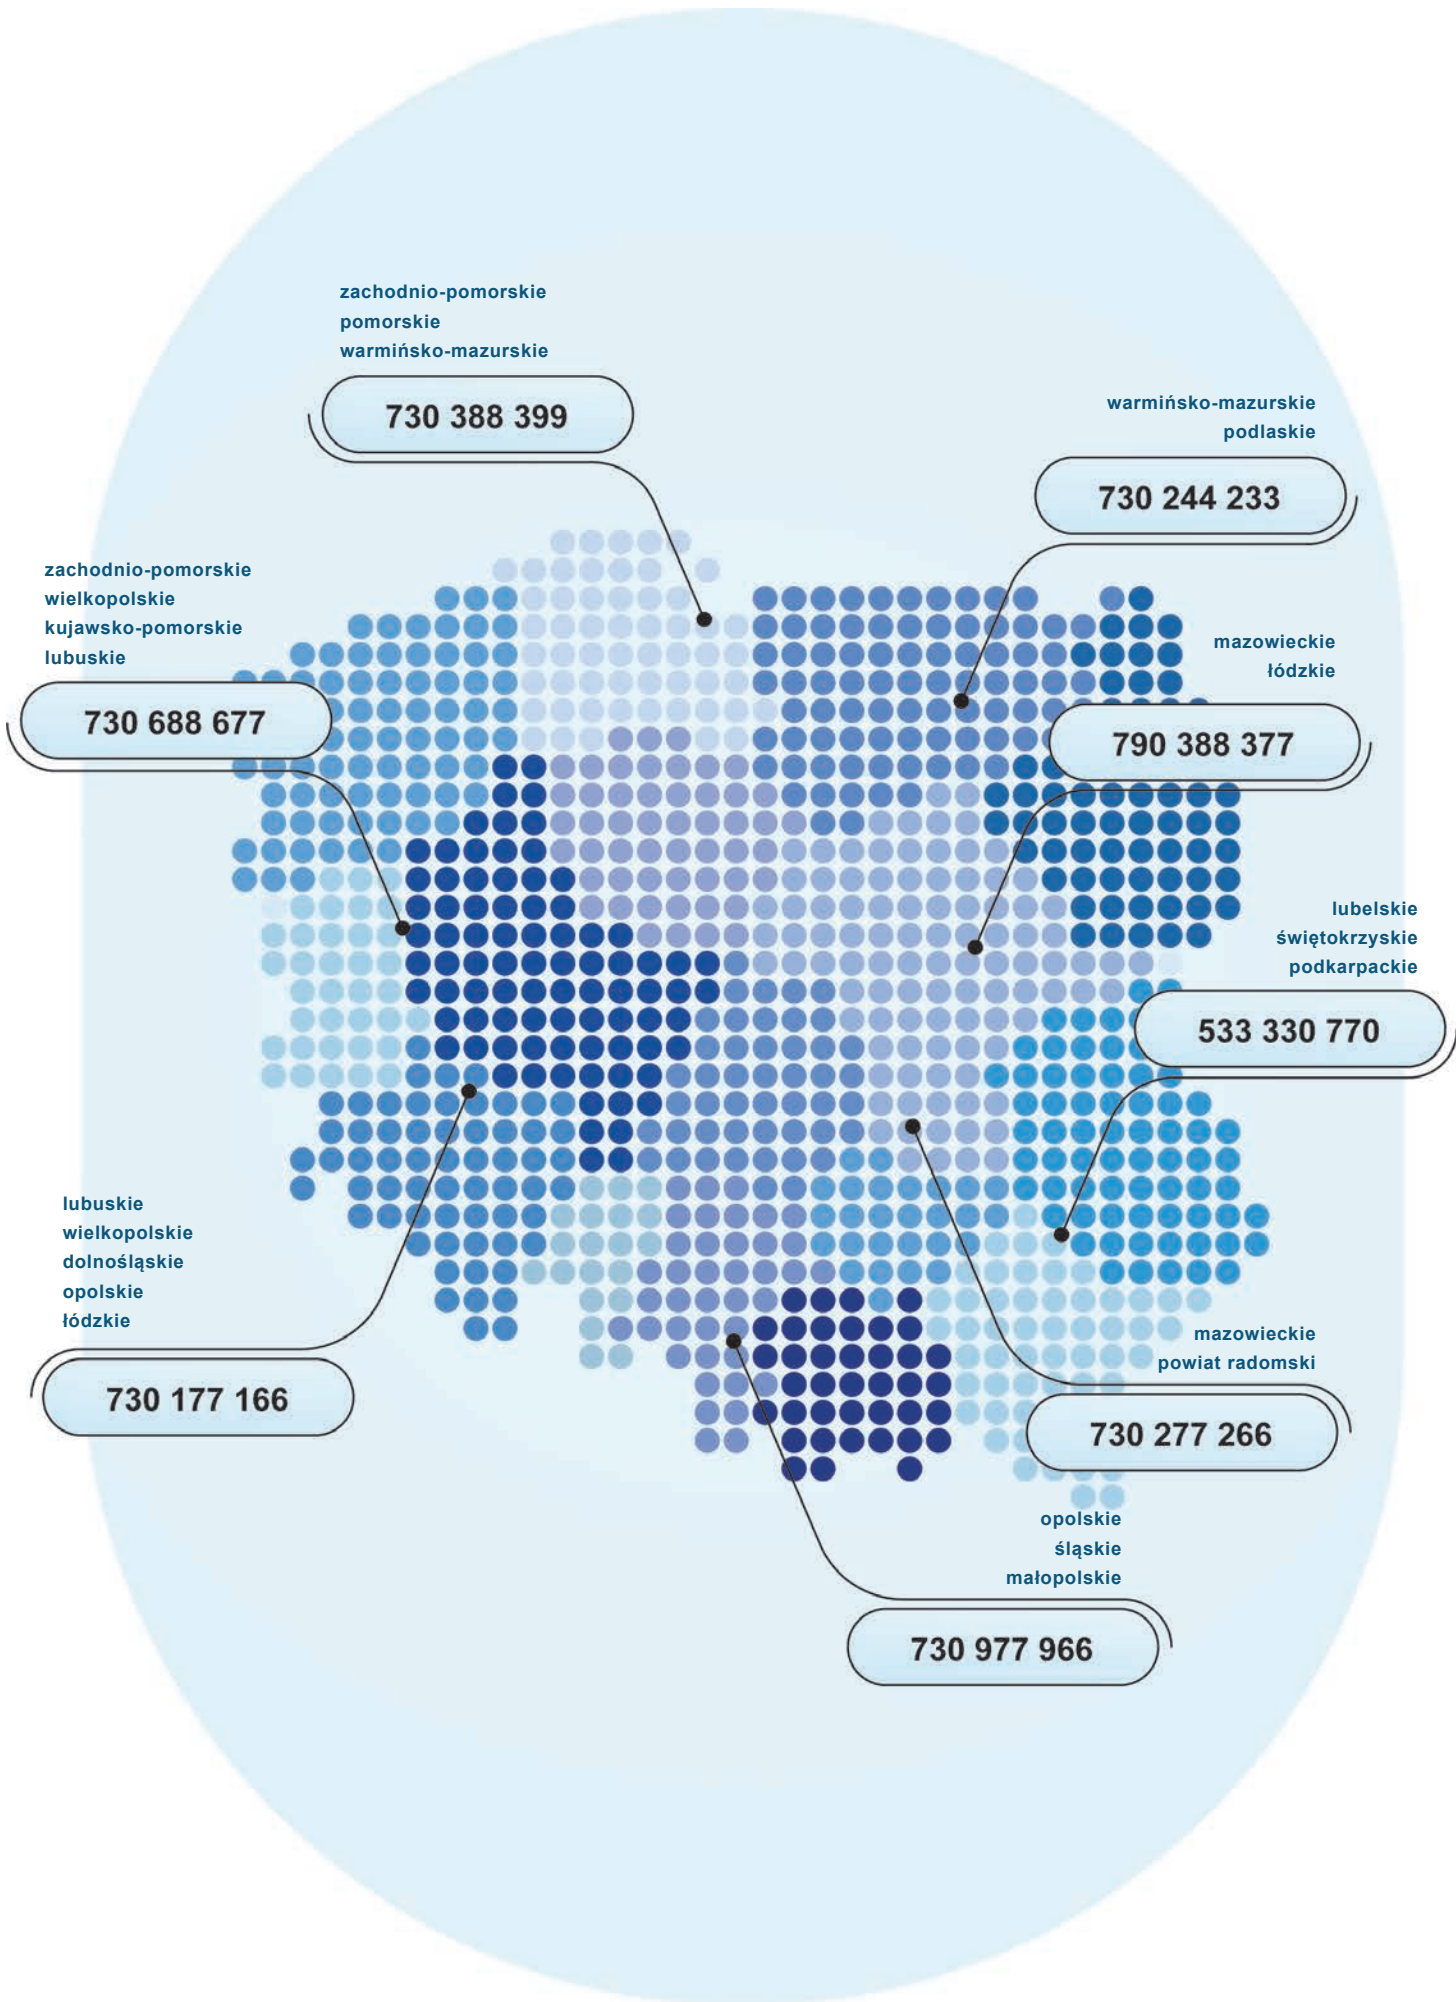 zachodnio-pomorskie
pomorskie
warmińsko-mazurskie
730 388 399
warmińsko-mazurskie
podlaskie
730 244 233
zachodnio-pomorskie
wielkopolskie
kujawsko-pomorskie
lubuskie
730 688 677
mazowieckie
łódzkie
790 388 377
lubelskie
świętokrzyskie
podkarpackie
533 330 770
lubuskie
wielkopolskie
dolnośląskie
opolskie
łódzkie
730 177 166
mazowieckie
powiat radomski
730 277 266
opolskie
śląskie
małopolskie
730 977 966